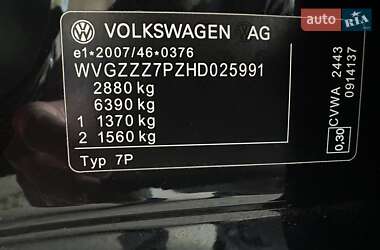 AUTO RIA.com
VOLKSWAGEN AG
e1*2007/46*0376
WVGZZZ7PZHD025991
2880 kg
6390 kg
1 1370 kg
2 1560 kg
Typ 7P
CVWA 2443
0914137
0.30